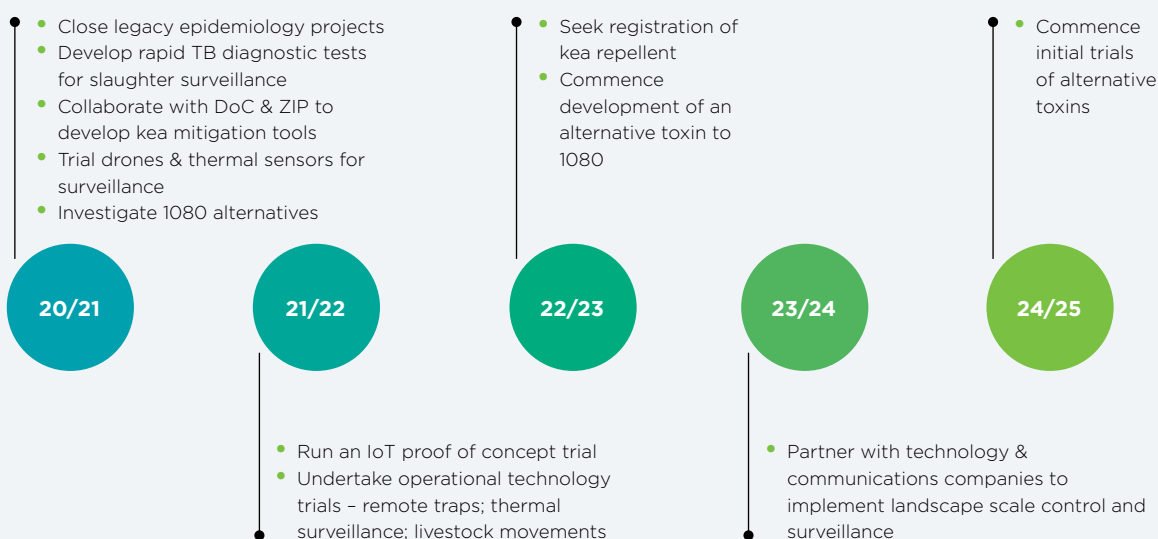 Close legacy epidemiology projects
Develop rapid TB diagnostic tests
for slaughter surveillance
Collaborate with DoC & ZIP to
develop kea mitigation tools
Trial drones & thermal sensors for
surveillance
Investigate 1080 alternatives
Seek registration of
kea repellent
Commence
development of an
alternative toxin to
1080
Commence
initial trials
of alternative
toxins
20/21
21/22
22/23
23/24
24/25
Run an IoT proof of concept trial
Undertake operational technology
trials – remote traps; thermal
surveillance; livestock movements
Partner with technology &
communications companies to
implement landscape scale control and
surveillance